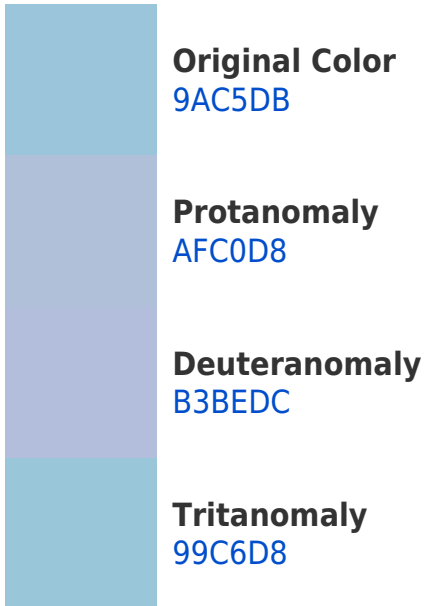 Original Color
9AC5DB
Protanomaly
AFC0D8
Deuteranomaly
B3BEDC
Tritanomaly
99C6D8